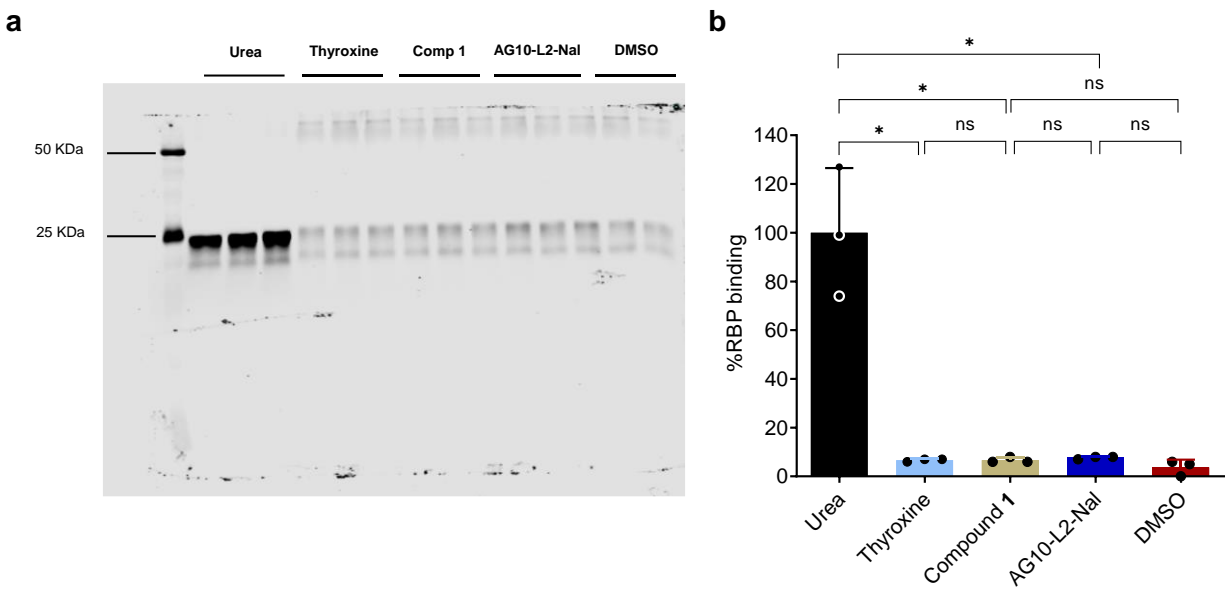 a
Urea Thyroxine Comp 1 AG10-L2-Nal DMSO
50 KDa
25 KDa
b
*
* ns
* ns ns ns
%RBP binding
140
120
100
80
60
40
20
0
Urea
Thyroxine
Compound 1
AG10-L2-Nal
DMSO